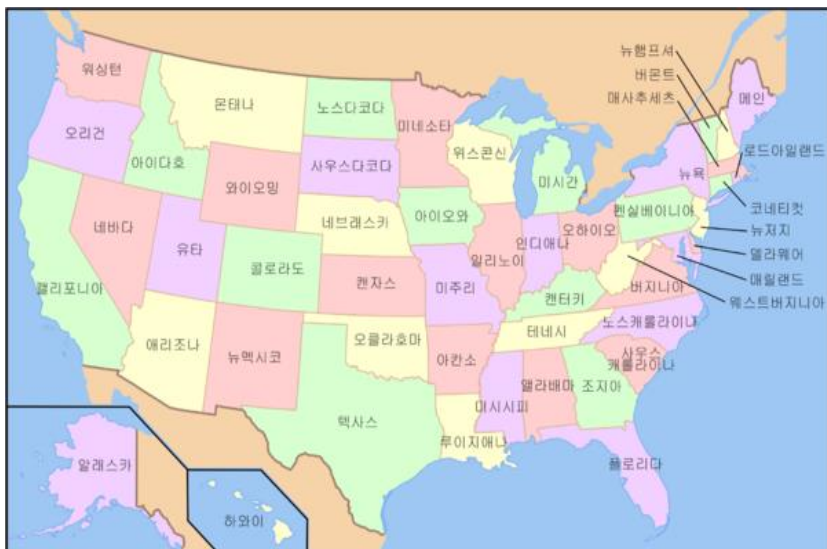 뉴햄프셔
버몬트
매사추세츠
워싱턴
몬태나
노스다코다
미네소타
메인
오리건
아이다호
위스콘신
로드아일랜드
사우스다코다
미시간
뉴욕
와이오밍
코네티컷
네바다
네브래스카
아이오와
펜실베이니아
뉴저지
유타
일리노이
인디애나
오하이오
델라웨어
콜로라도
매릴랜드
캘리포니아
캔자스
미주리
버지니아
켄터키
웨스트버지니아
노스캐롤라이나
애리조나
뉴멕시코
오클라호마
테네시
아칸소
사우스
캐롤라이나
앨라배마
조지아
미시시피
텍사스
루이지애나
플로리다
알래스카
하와이